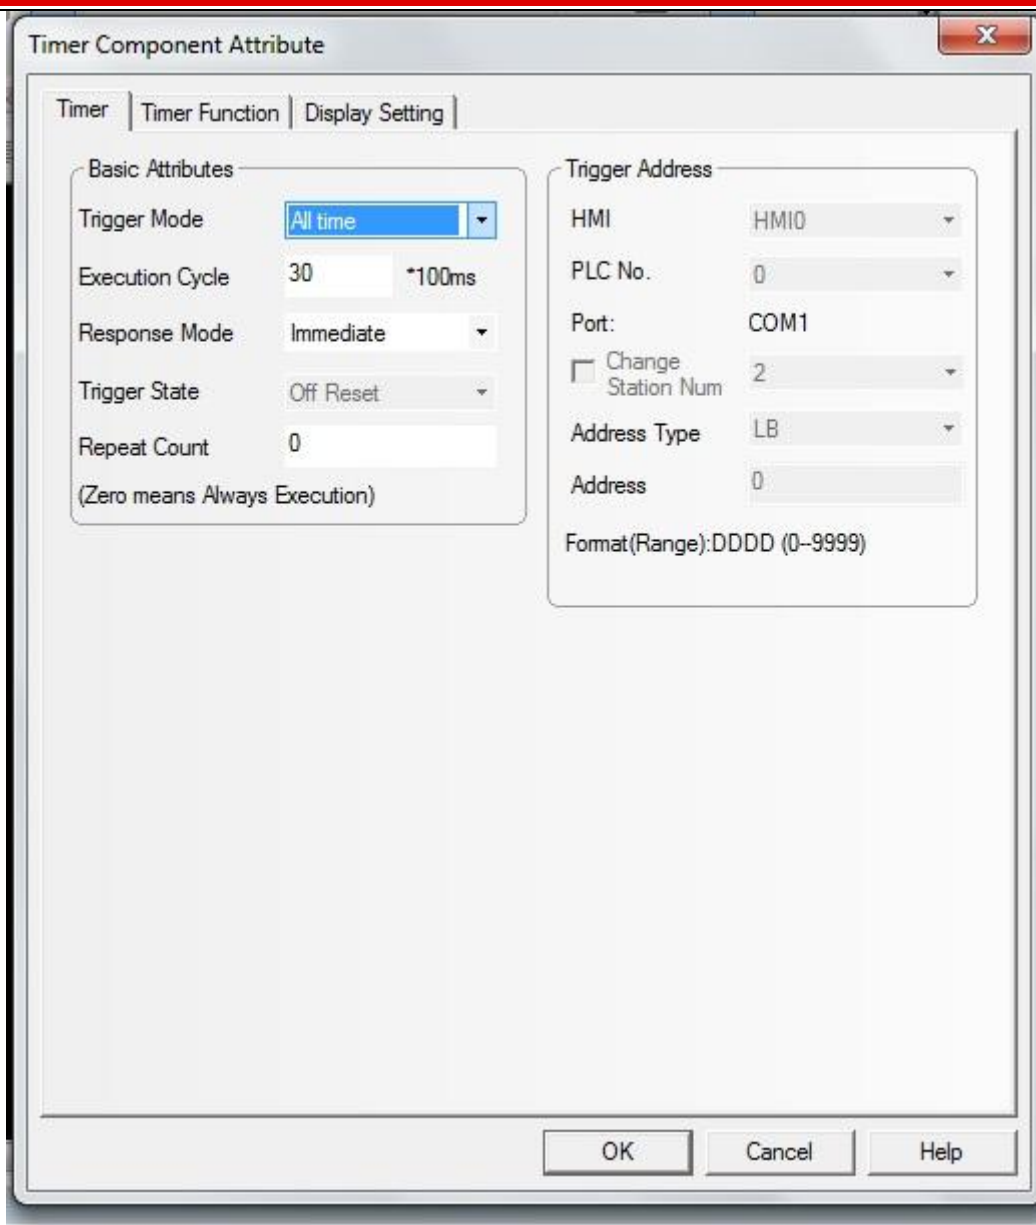 Timer Component Attribute
Timer
Timer Function
Display Setting
Basic Attributes
Trigger Mode All time
Execution Cycle 30 *100ms
Response Mode Immediate
Trigger State Off Reset
Repeat Count 0
(Zero means Always Execution)
Trigger Address
HMI HMI0
PLC No. 0
Port: COM1
Change
Station Num 2
Address Type LB
Address 0
Format(Range):DDDD (0--9999)
OK
Cancel
Help